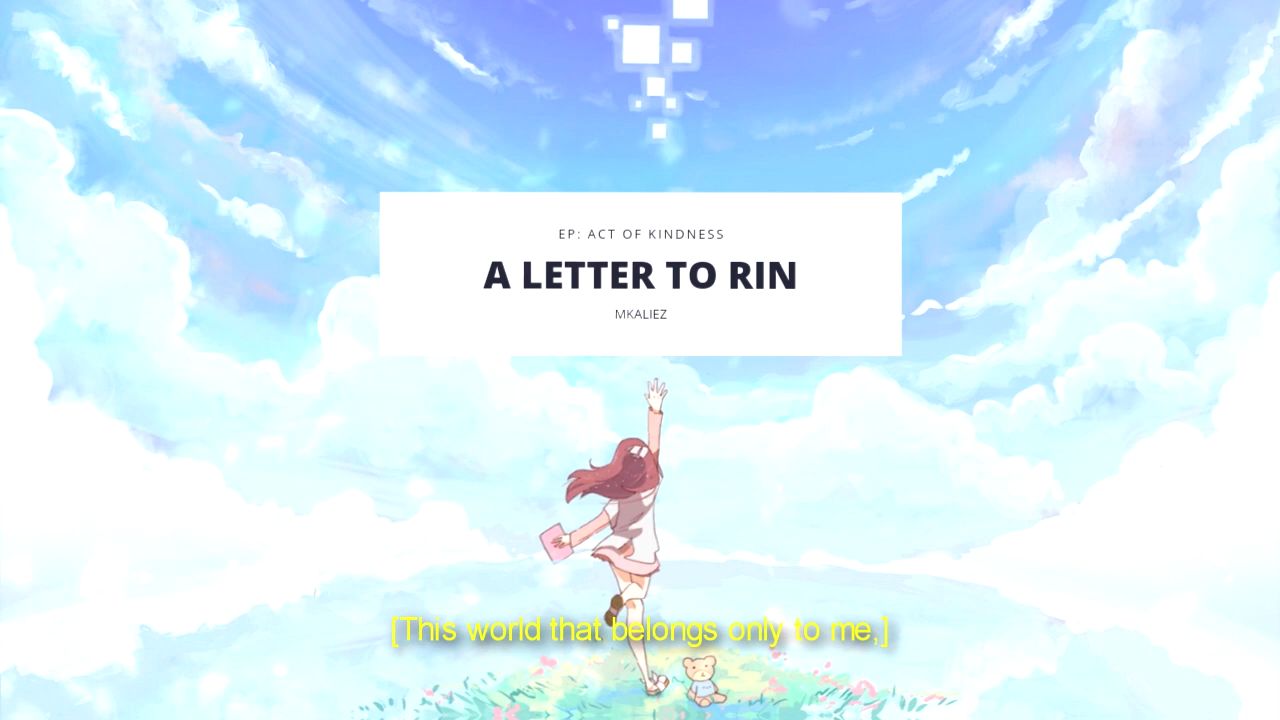 EP: ACT OF KINDNESS
A LETTER TO RIN
MKALIEZ
[This world that belongs only to me,]